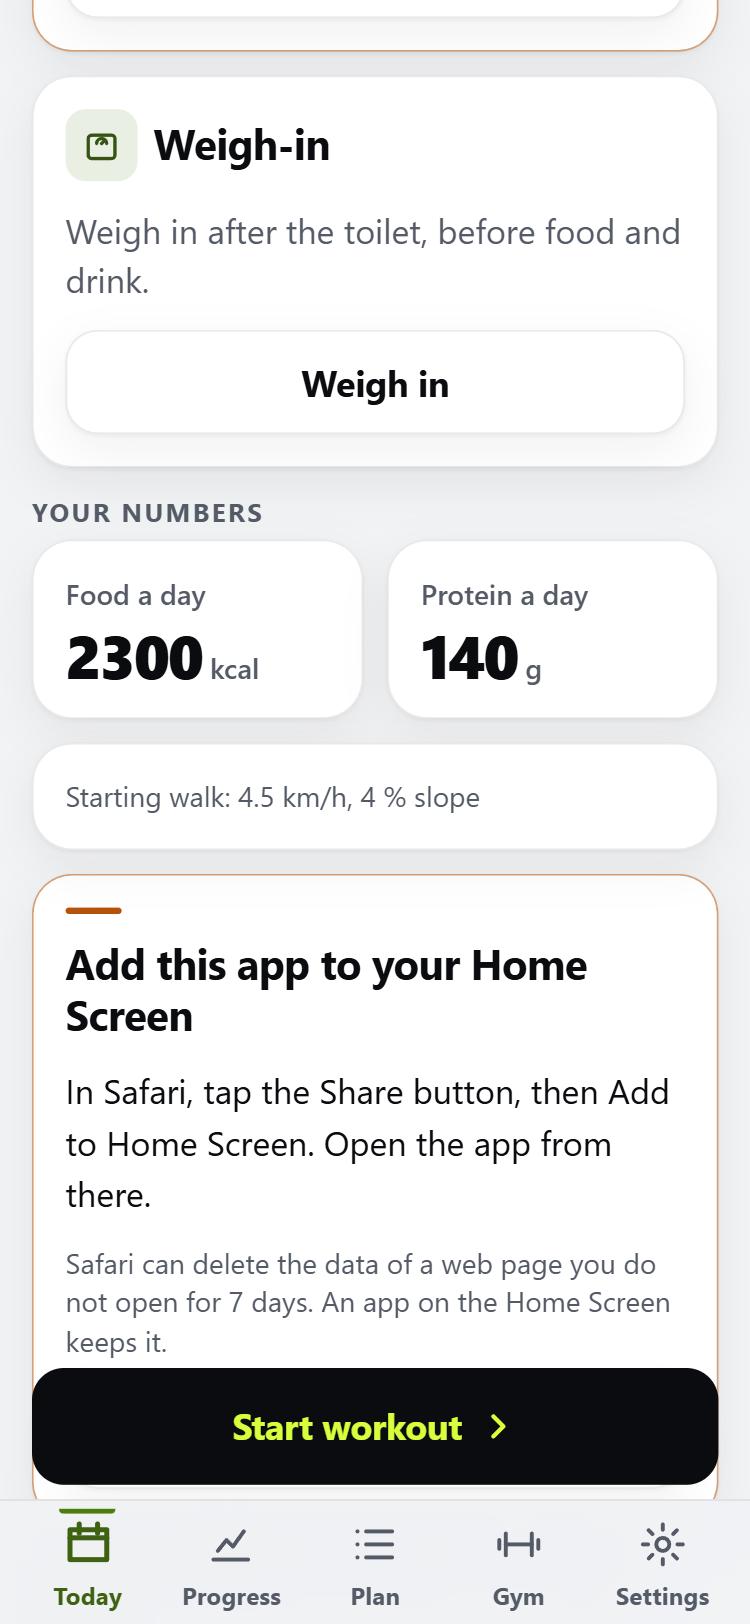 Weigh-in
Weigh in after the toilet, before food and
drink.
Weigh in
YOUR NUMBERS
Food a day
2300 kcal
Protein a day
140 g
Starting walk: 4.5 km/h, 4 % slope
Add this app to your Home
Screen
In Safari, tap the Share button, then Add
to Home Screen. Open the app from
there.
Safari can delete the data of a web page you do
not open for 7 days. An app on the Home Screen
keeps it.
Start workout
Today
Progress
Plan
Gym
Settings